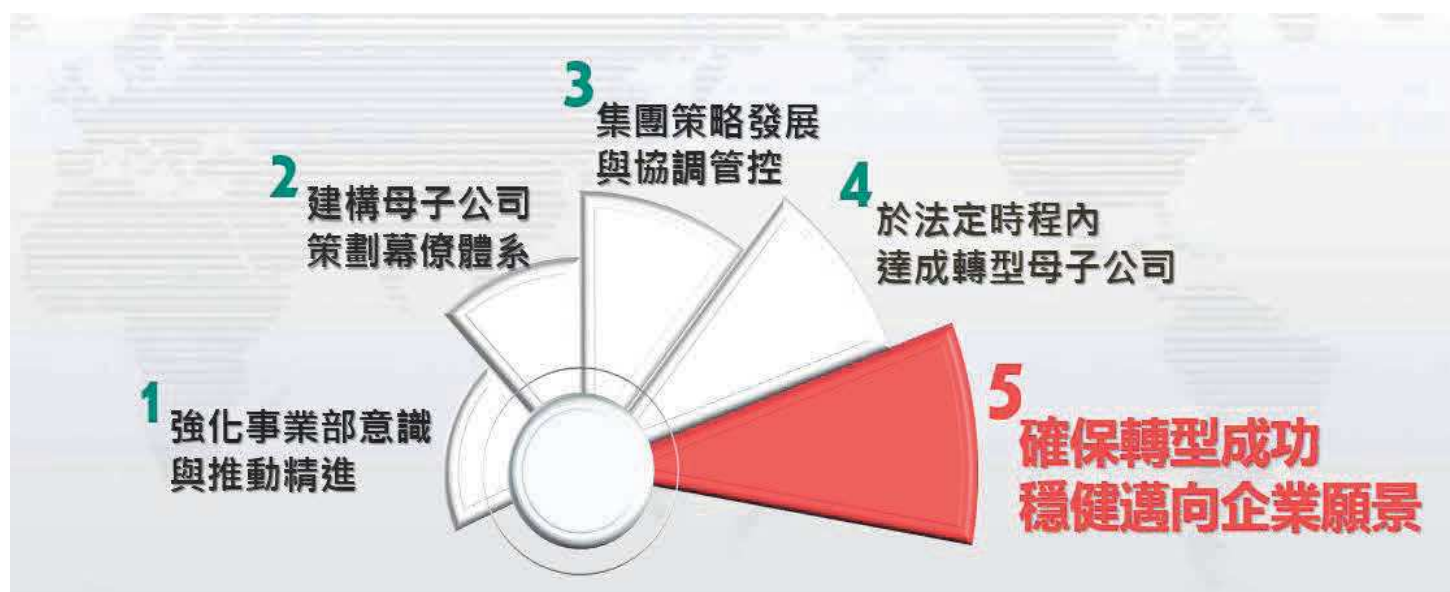 1
強化事業部意識
與推動精進
2
建構母子公司
策劃幕僚體系
3
集團策略發展
與協調管控
4
於法定時程內
達成轉型母子公司
5
確保轉型成功
穩健邁向企業願景